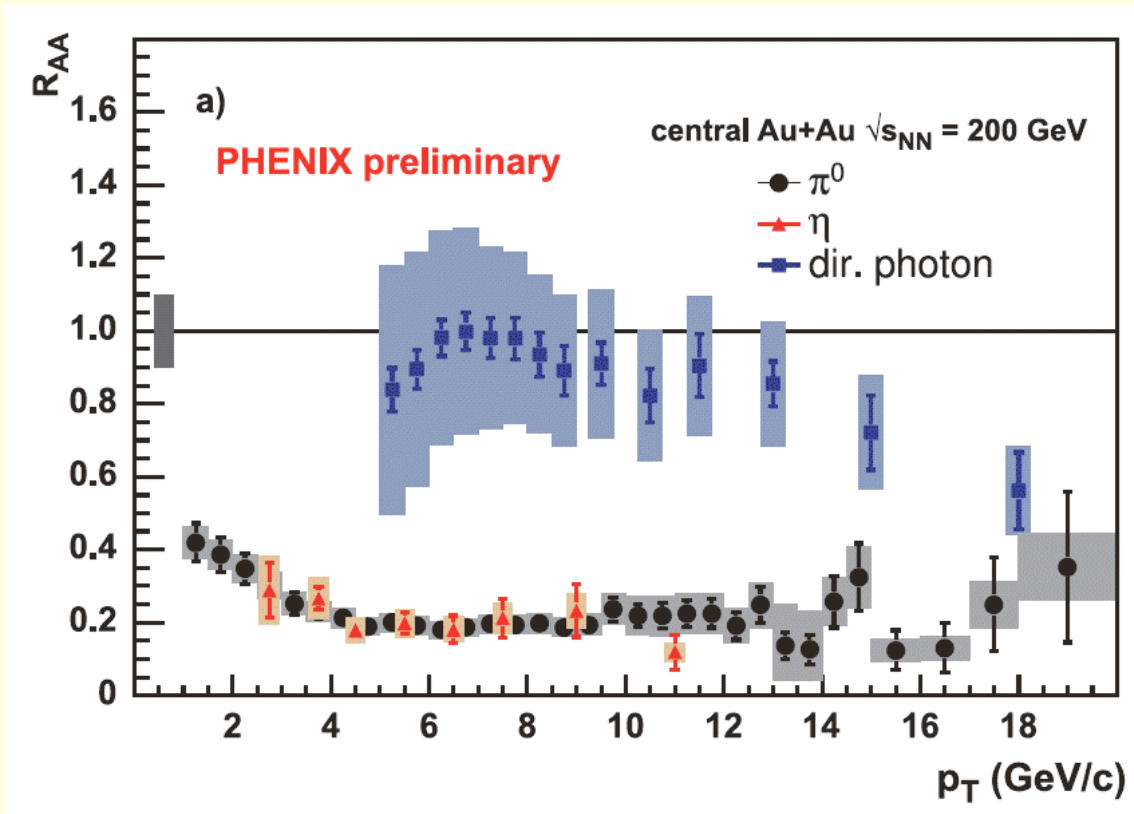 R_AA
a)
PHENIX preliminary
central Au+Au √s_NN = 200 GeV
π⁰
η
dir. photon
1.6
1.4
1.2
1.0
0.8
0.6
0.4
0.2
0
2 4 6 8 10 12 14 16 18
p_T (GeV/c)